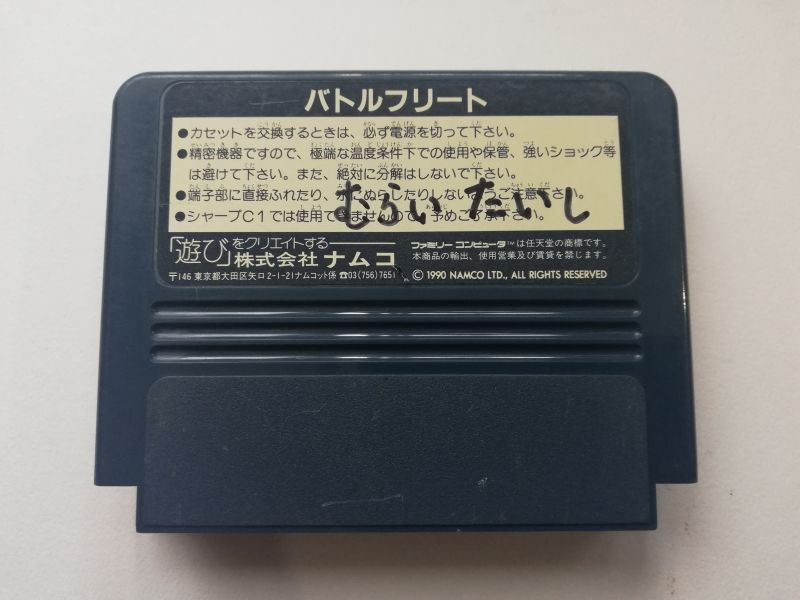 バトルフリート
●カセットを交換するときは、必ず電源を切って下さい。
●精密機器ですので、極端な温度条件下での使用や保管、強いショック等
は避けて下さい。また、絶対に分解はしないで下さい。
●端子部に直接ふれたり、水にぬらしたりしないようご注意下さい。
●シャープC1では使用できませんので、予めご了承下さい。
むらい たいし
「遊び」をクリエイトする
株式会社 ナムコ
〒146 東京都大田区矢口2-1-21ナムコット係 ☎03(756)7651
ファミリーコンピュータ™は任天堂の商標です。
本商品の輸出、使用営業及び賃貸を禁じます。
© 1990 NAMCO LTD., ALL RIGHTS RESERVED